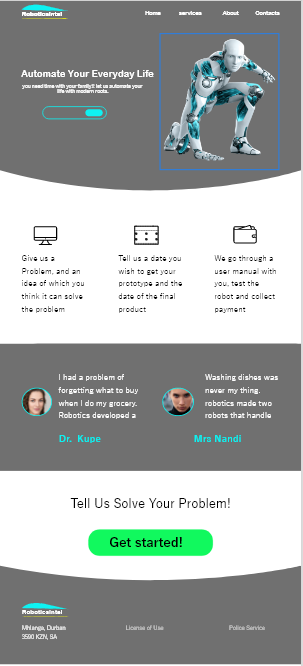 RoboticsIntel
Home services About Contacts
Automate Your Everyday Life
you need time with your family!! let us automate your
life with modern roots.
Give us a
Problem, and an
idea of which you
think it can solve
the problem
Tell us a date you
wish to get your
prototype and the
date of the final
product
We go through a
user manual with
you, test the
robot and collect
payment
I had a problem of
forgetting what to buy
when I do my grocery.
Robotics developed a
Dr. Kupe
Washing dishes was
never my thing.
robotics made two
robots that handle
Mrs Nandi
Tell Us Solve Your Problem!
Get started!
RoboticsIntel
Mhlanga, Durban
3590 KZN, SA
License of Use
Police Service